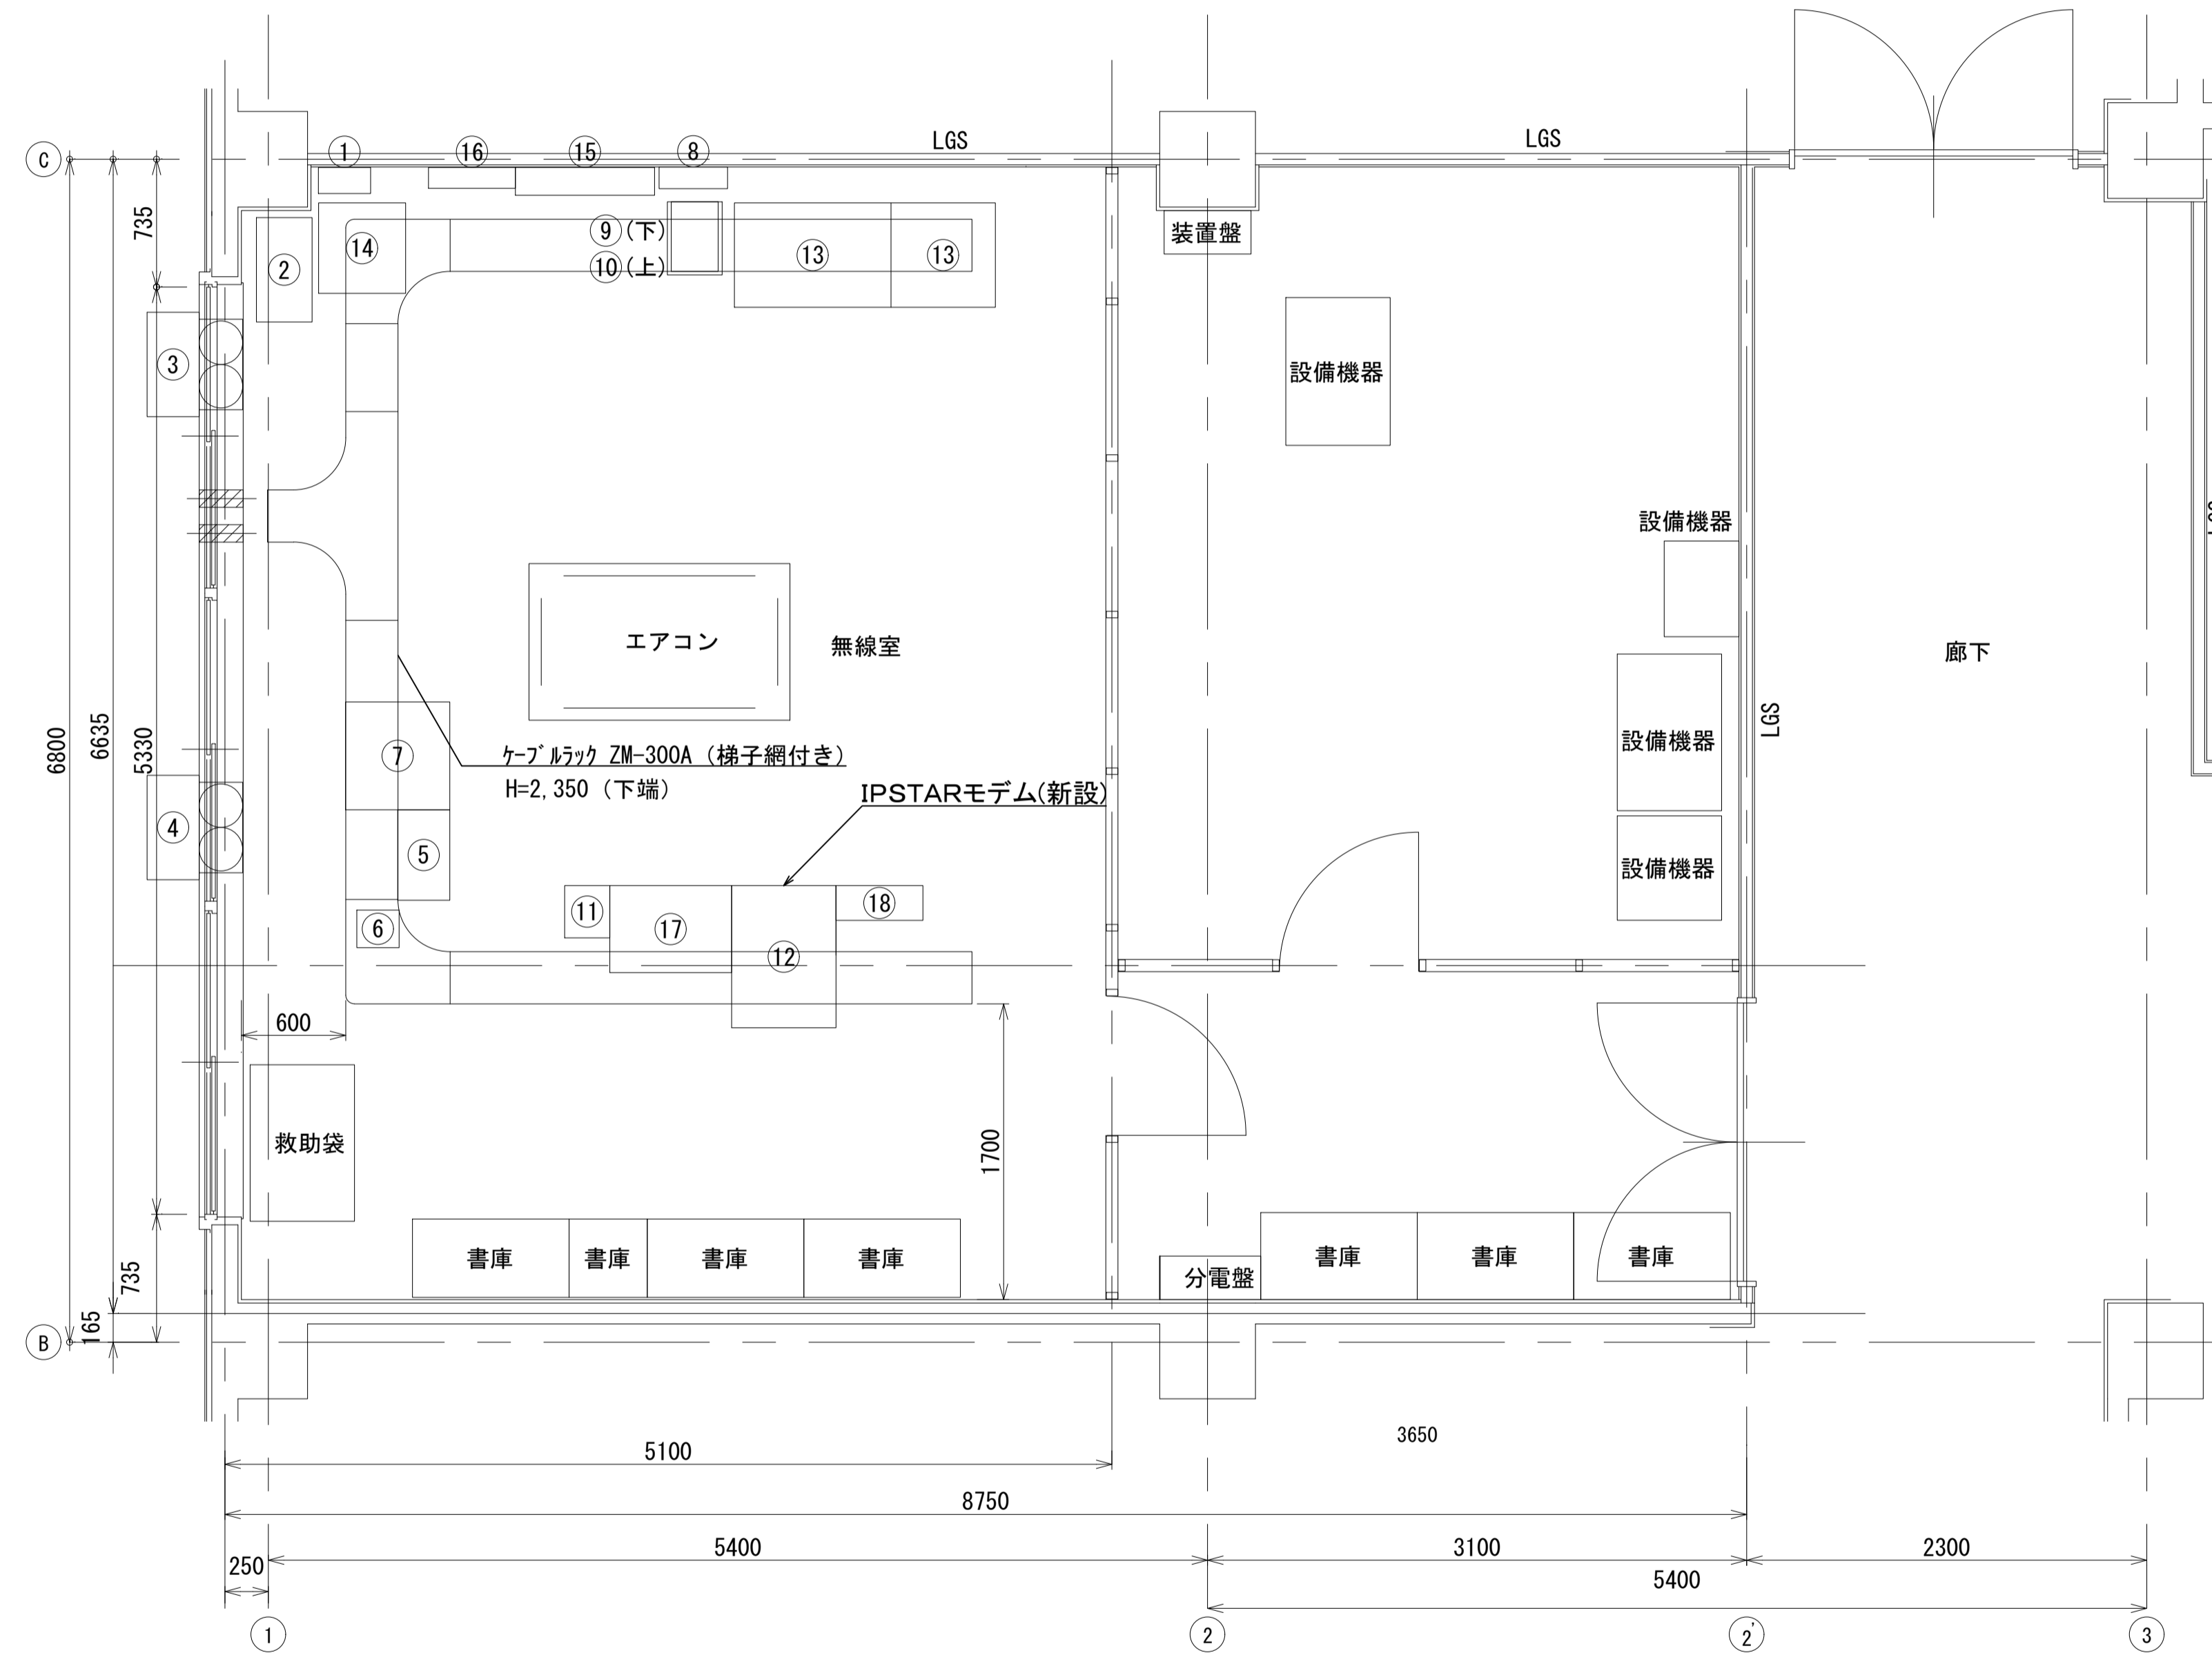 LGS
LGS
C
①
⑯
⑮
⑧
735
②
⑭
⑨(下)
⑩(上)
⑬
⑬
装置盤
③
設備機器
設備機器
エアコン
無線室
廊下
LGS
6800
6635
5330
⑦
ケーブルラック ZM-300A (梯子網付き)
H=2,350 (下端)
IPSTARモデム(新設)
設備機器
④
⑤
設備機器
⑪
⑰
⑱
⑥
⑫
600
救助袋
1700
735
165
書庫
書庫
書庫
書庫
分電盤
書庫
書庫
書庫
B
3650
5100
8750
250
5400
3100
2300
5400
1
2
2'
3